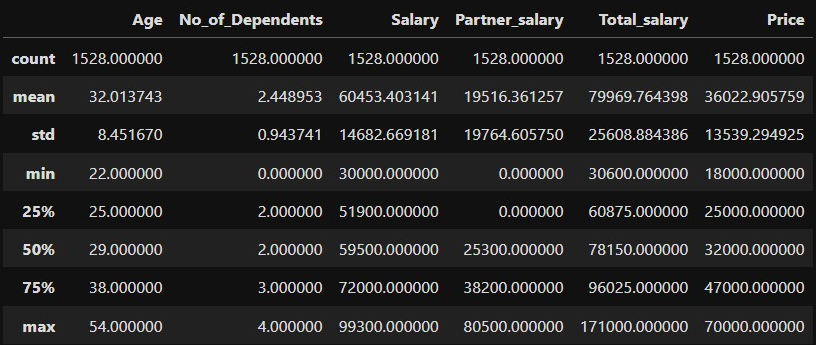 Age No_of_Dependents Salary Partner_salary Total_salary Price
count 1528.000000 1528.000000 1528.000000 1528.000000 1528.000000 1528.000000
mean 32.013743 2.448953 60453.403141 19516.361257 79969.764398 36022.905759
std 8.451670 0.943741 14682.669181 19764.605750 25608.884386 13539.294925
min 22.000000 0.000000 30000.000000 0.000000 30600.000000 18000.000000
25% 25.000000 2.000000 51900.000000 0.000000 60875.000000 25000.000000
50% 29.000000 2.000000 59500.000000 25300.000000 78150.000000 32000.000000
75% 38.000000 3.000000 72000.000000 38200.000000 96025.000000 47000.000000
max 54.000000 4.000000 99300.000000 80500.000000 171000.000000 70000.000000